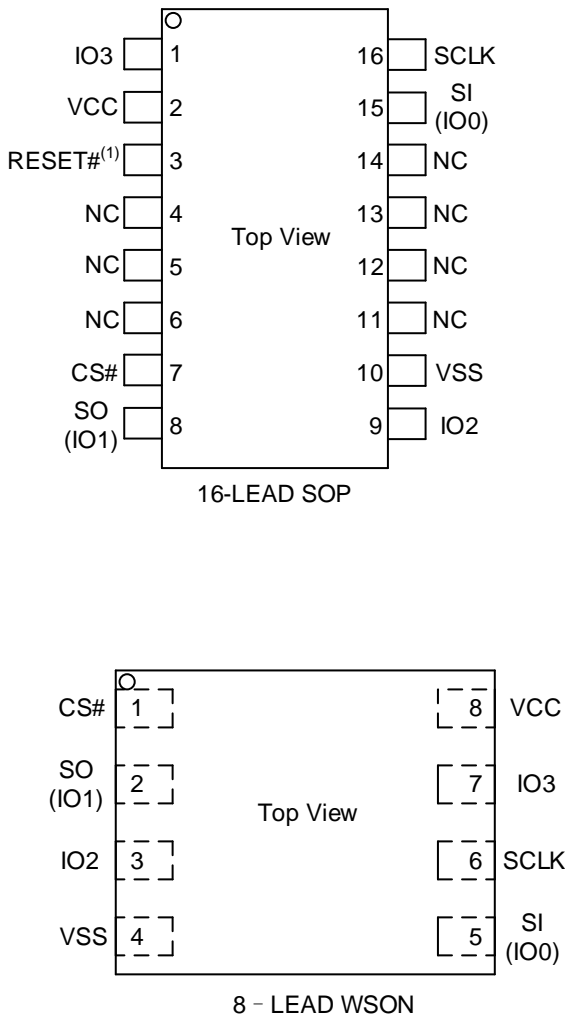 IO3 1 16 SCLK
VCC 2 15 SI
(IO0)
RESET#(1) 3 14 NC
NC 4 13 NC
Top View
NC 5 12 NC
NC 6 11 NC
CS# 7 10 VSS
SO
(IO1) 8 9 IO2
16-LEAD SOP
CS# 1 8 VCC
SO
(IO1) 2 7 IO3
Top View
IO2 3 6 SCLK
VSS 4 5 SI
(IO0)
8 - LEAD WSON